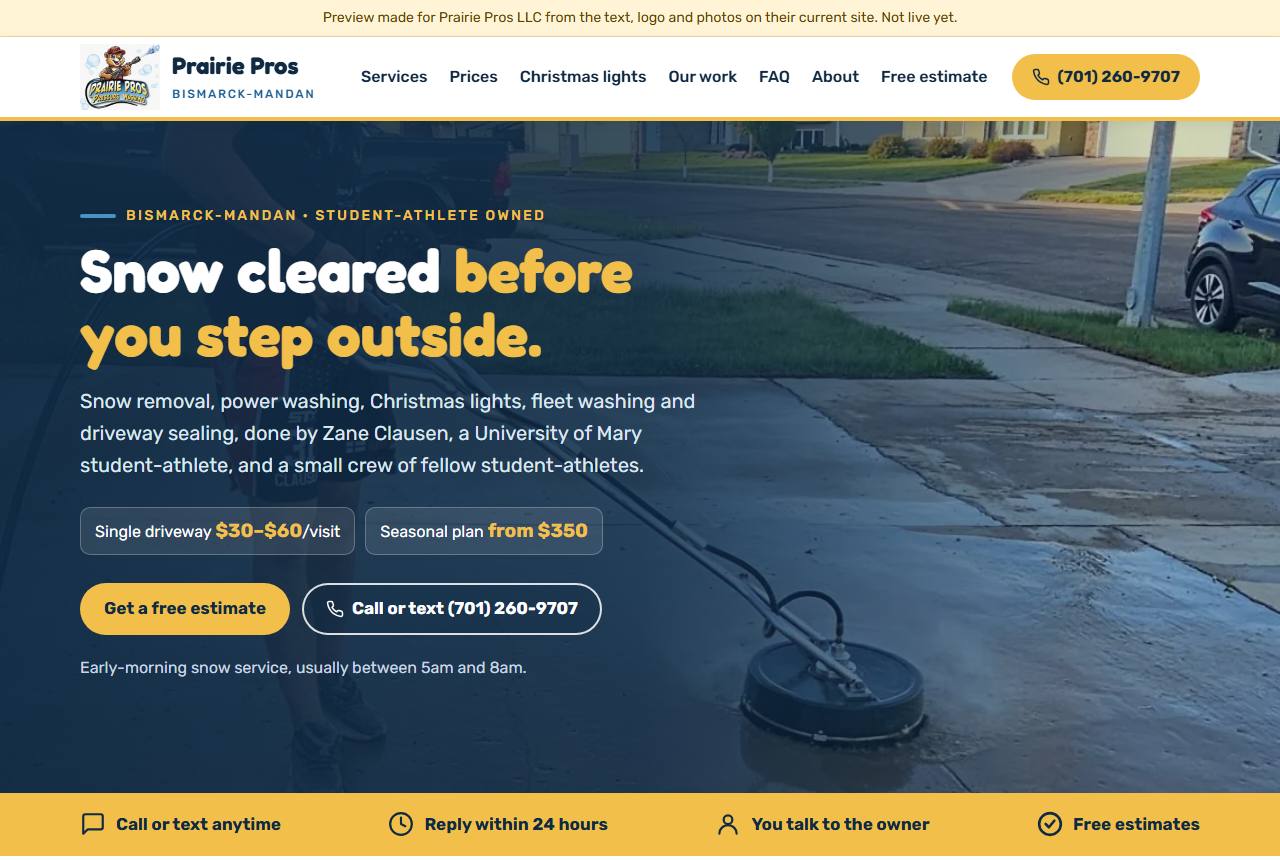 Preview made for Prairie Pros LLC from the text, logo and photos on their current site. Not live yet.
PRAIRIE PROS
Prairie Pros
BISMARCK-MANDAN
Services
Prices
Christmas lights
Our work
FAQ
About
Free estimate
(701) 260-9707
BISMARCK-MANDAN • STUDENT-ATHLETE OWNED
Snow cleared before
you step outside.
Snow removal, power washing, Christmas lights, fleet washing and
driveway sealing, done by Zane Clausen, a University of Mary
student-athlete, and a small crew of fellow student-athletes.
Single driveway $30–$60/visit
Seasonal plan from $350
Get a free estimate
Call or text (701) 260-9707
Early-morning snow service, usually between 5am and 8am.
Call or text anytime
Reply within 24 hours
You talk to the owner
Free estimates